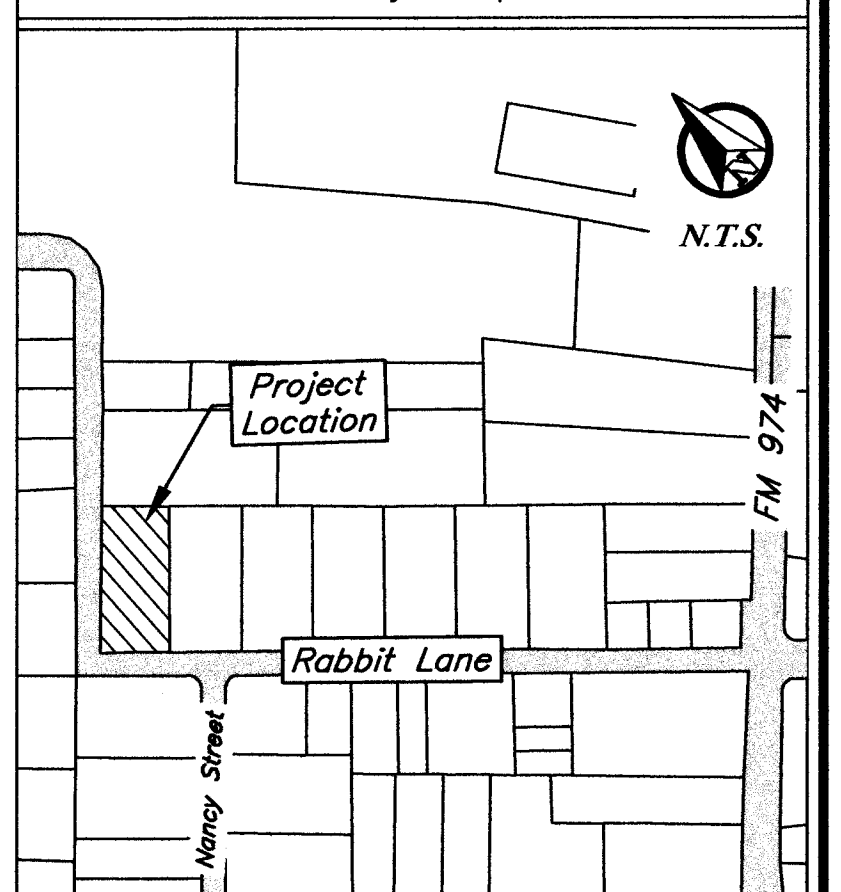 N.T.S.
Project
Location
FM 974
Rabbit Lane
Nancy Street